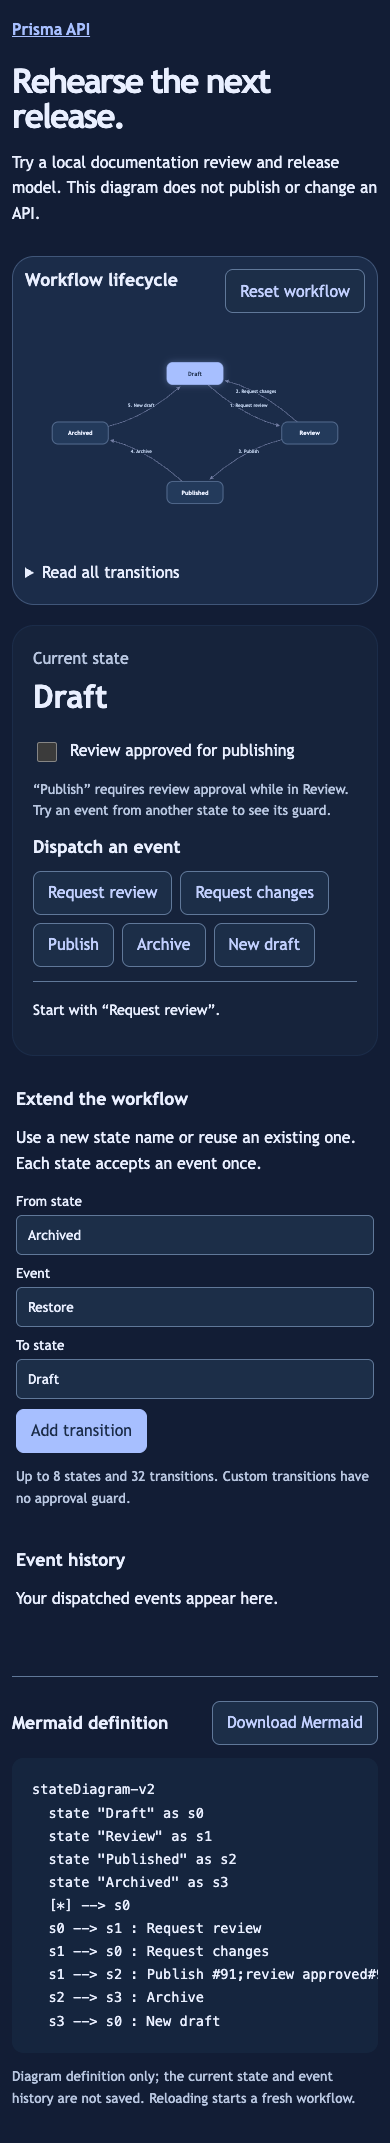 Prisma API
Rehearse the next
release.
Try a local documentation review and release
model. This diagram does not publish or change an
API.
Workflow lifecycle
Reset workflow
Draft
2. Request changes
5. New draft
1. Request review
Archived
Review
4. Archive
3. Publish
Published
▶ Read all transitions
Current state
Draft
Review approved for publishing
“Publish” requires review approval while in Review.
Try an event from another state to see its guard.
Dispatch an event
Request review
Request changes
Publish
Archive
New draft
Start with “Request review”.
Extend the workflow
Use a new state name or reuse an existing one.
Each state accepts an event once.
From state
Archived
Event
Restore
To state
Draft
Add transition
Up to 8 states and 32 transitions. Custom transitions have
no approval guard.
Event history
Your dispatched events appear here.
Mermaid definition
Download Mermaid
stateDiagram-v2
state "Draft" as s0
state "Review" as s1
state "Published" as s2
state "Archived" as s3
[*] --> s0
s0 --> s1 : Request review
s1 --> s0 : Request changes
s1 --> s2 : Publish #91;review approved#
s2 --> s3 : Archive
s3 --> s0 : New draft
Diagram definition only; the current state and event
history are not saved. Reloading starts a fresh workflow.